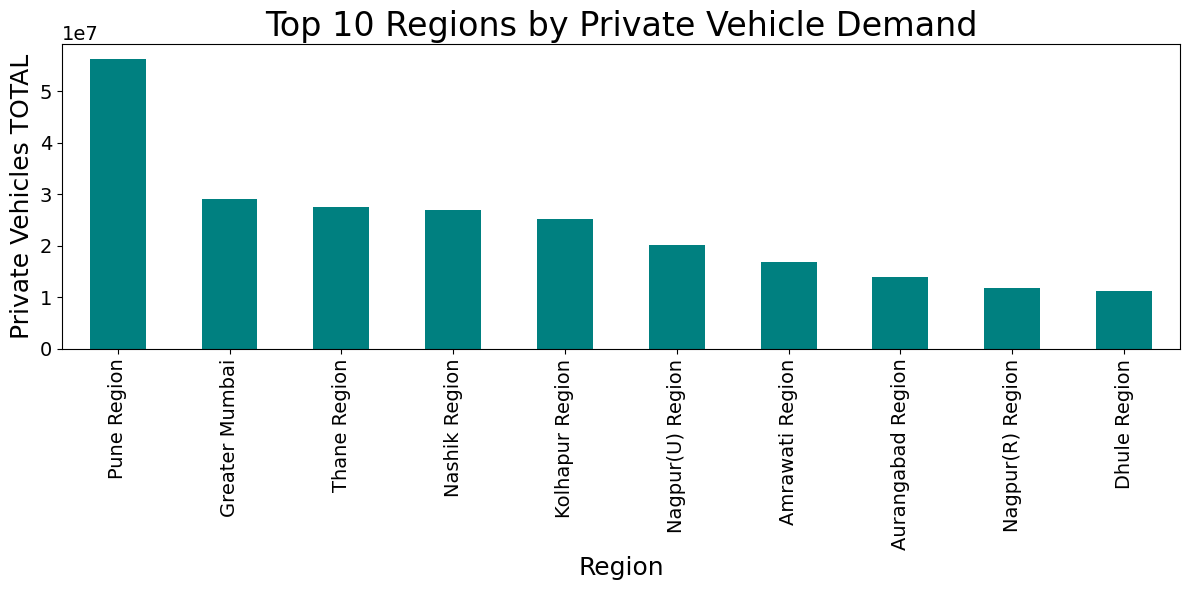 Top 10 Regions by Private Vehicle Demand
1e7
Private Vehicles TOTAL
5
4
3
2
1
0
Pune Region
Greater Mumbai
Thane Region
Nashik Region
Kolhapur Region
Nagpur(U) Region
Amrawati Region
Aurangabad Region
Nagpur(R) Region
Dhule Region
Region